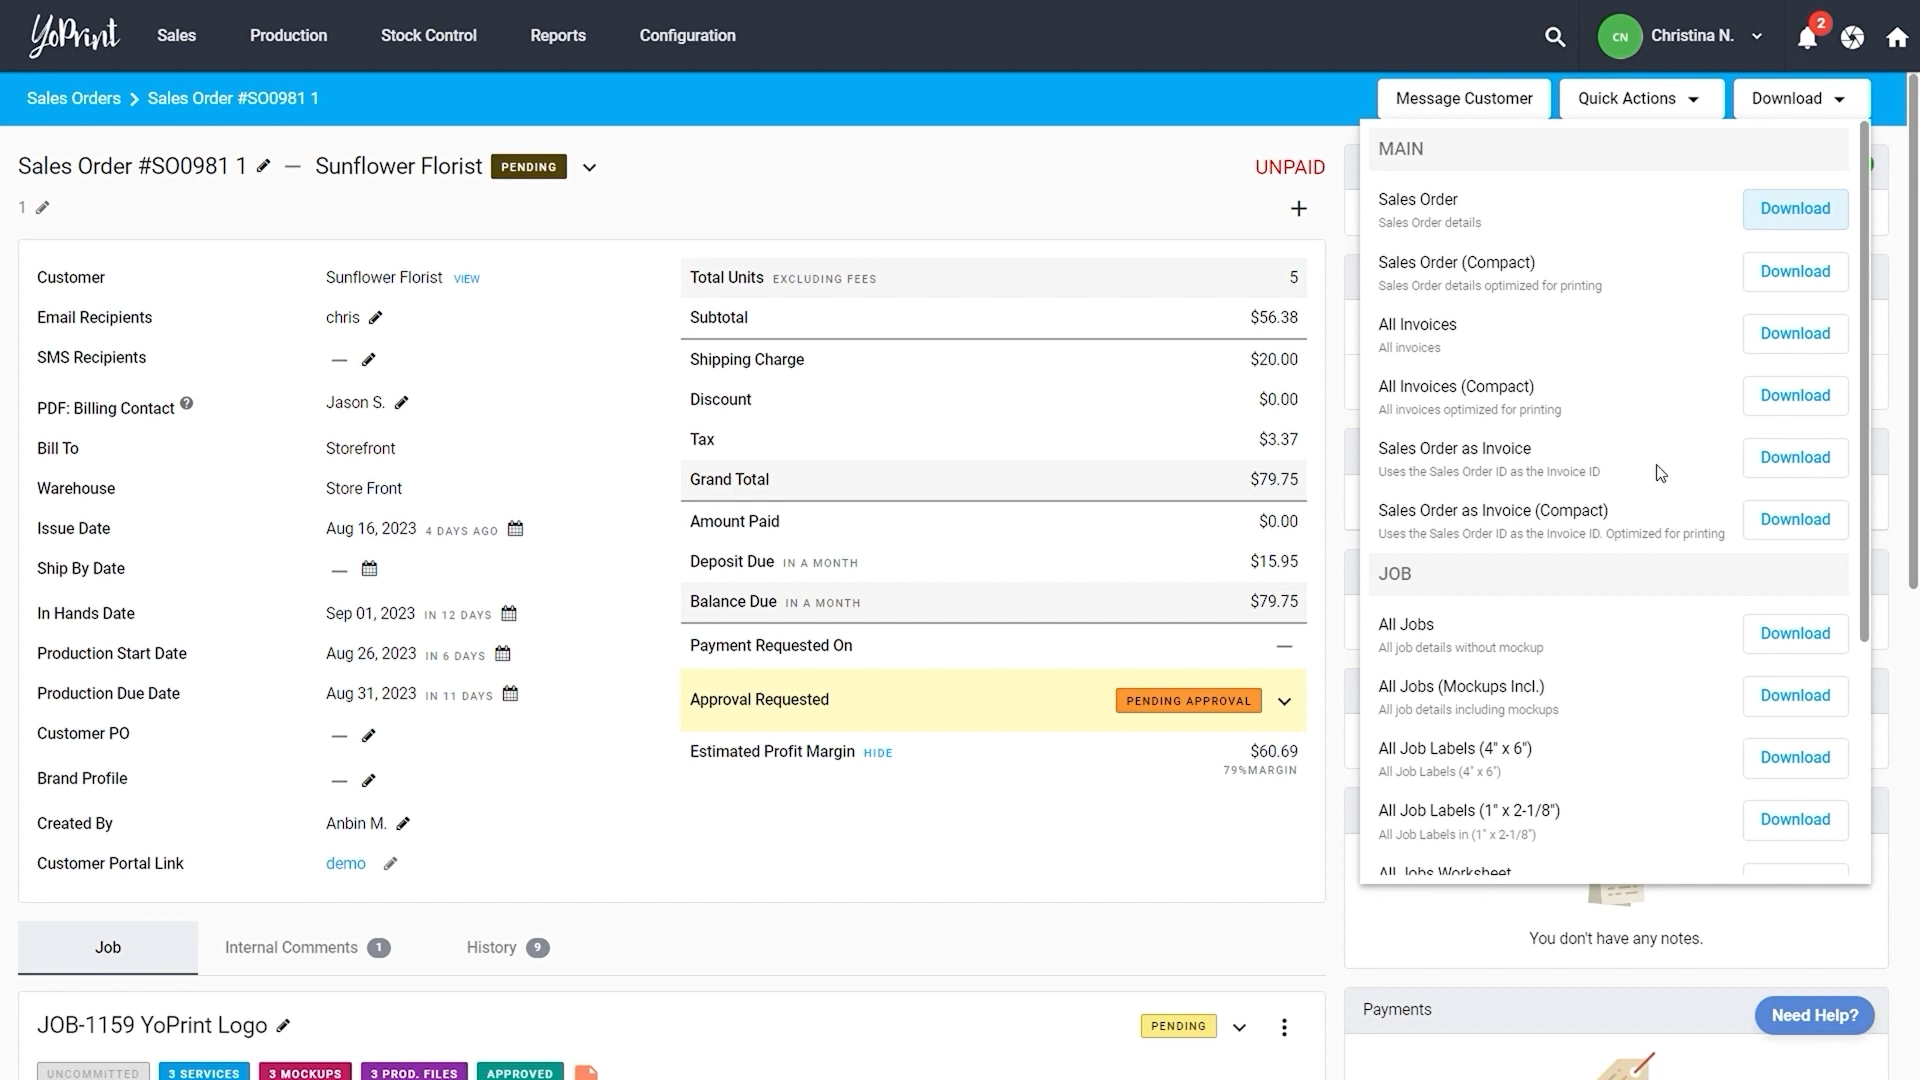 YoPrint
Sales
Production
Stock Control
Reports
Configuration
CN
Christina N.
2
Sales Orders
Sales Order #SO0981 1
Message Customer
Quick Actions
Download
Sales Order #SO0981 1 — Sunflower Florist
PENDING
UNPAID
1
Customer
Sunflower Florist VIEW
Email Recipients
chris
SMS Recipients
—
PDF: Billing Contact
Jason S.
Bill To
Storefront
Warehouse
Store Front
Issue Date
Aug 16, 2023 4 DAYS AGO
Ship By Date
—
In Hands Date
Sep 01, 2023 IN 12 DAYS
Production Start Date
Aug 26, 2023 IN 6 DAYS
Production Due Date
Aug 31, 2023 IN 11 DAYS
Customer PO
—
Brand Profile
—
Created By
Anbin M.
Customer Portal Link
demo
Total Units EXCLUDING FEES
5
Subtotal
$56.38
Shipping Charge
$20.00
Discount
$0.00
Tax
$3.37
Grand Total
$79.75
Amount Paid
$0.00
Deposit Due IN A MONTH
$15.95
Balance Due IN A MONTH
$79.75
Payment Requested On
—
Approval Requested
PENDING APPROVAL
Estimated Profit Margin HIDE
$60.69
79%MARGIN
MAIN
Sales Order
Sales Order details
Download
Sales Order (Compact)
Sales Order details optimized for printing
Download
All Invoices
All invoices
Download
All Invoices (Compact)
All invoices optimized for printing
Download
Sales Order as Invoice
Uses the Sales Order ID as the Invoice ID
Download
Sales Order as Invoice (Compact)
Uses the Sales Order ID as the Invoice ID. Optimized for printing
Download
JOB
All Jobs
All job details without mockup
Download
All Jobs (Mockups Incl.)
All job details including mockups
Download
All Job Labels (4" x 6")
All Job Labels (4" x 6")
Download
All Job Labels (1" x 2-1/8")
All Job Labels in (1" x 2-1/8")
Download
All Jobs Worksheet
You don't have any notes.
Job
Internal Comments 1
History 9
JOB-1159 YoPrint Logo
PENDING
UNCOMMITTED
3 SERVICES
3 MOCKUPS
3 PROD. FILES
APPROVED
Payments
Need Help?